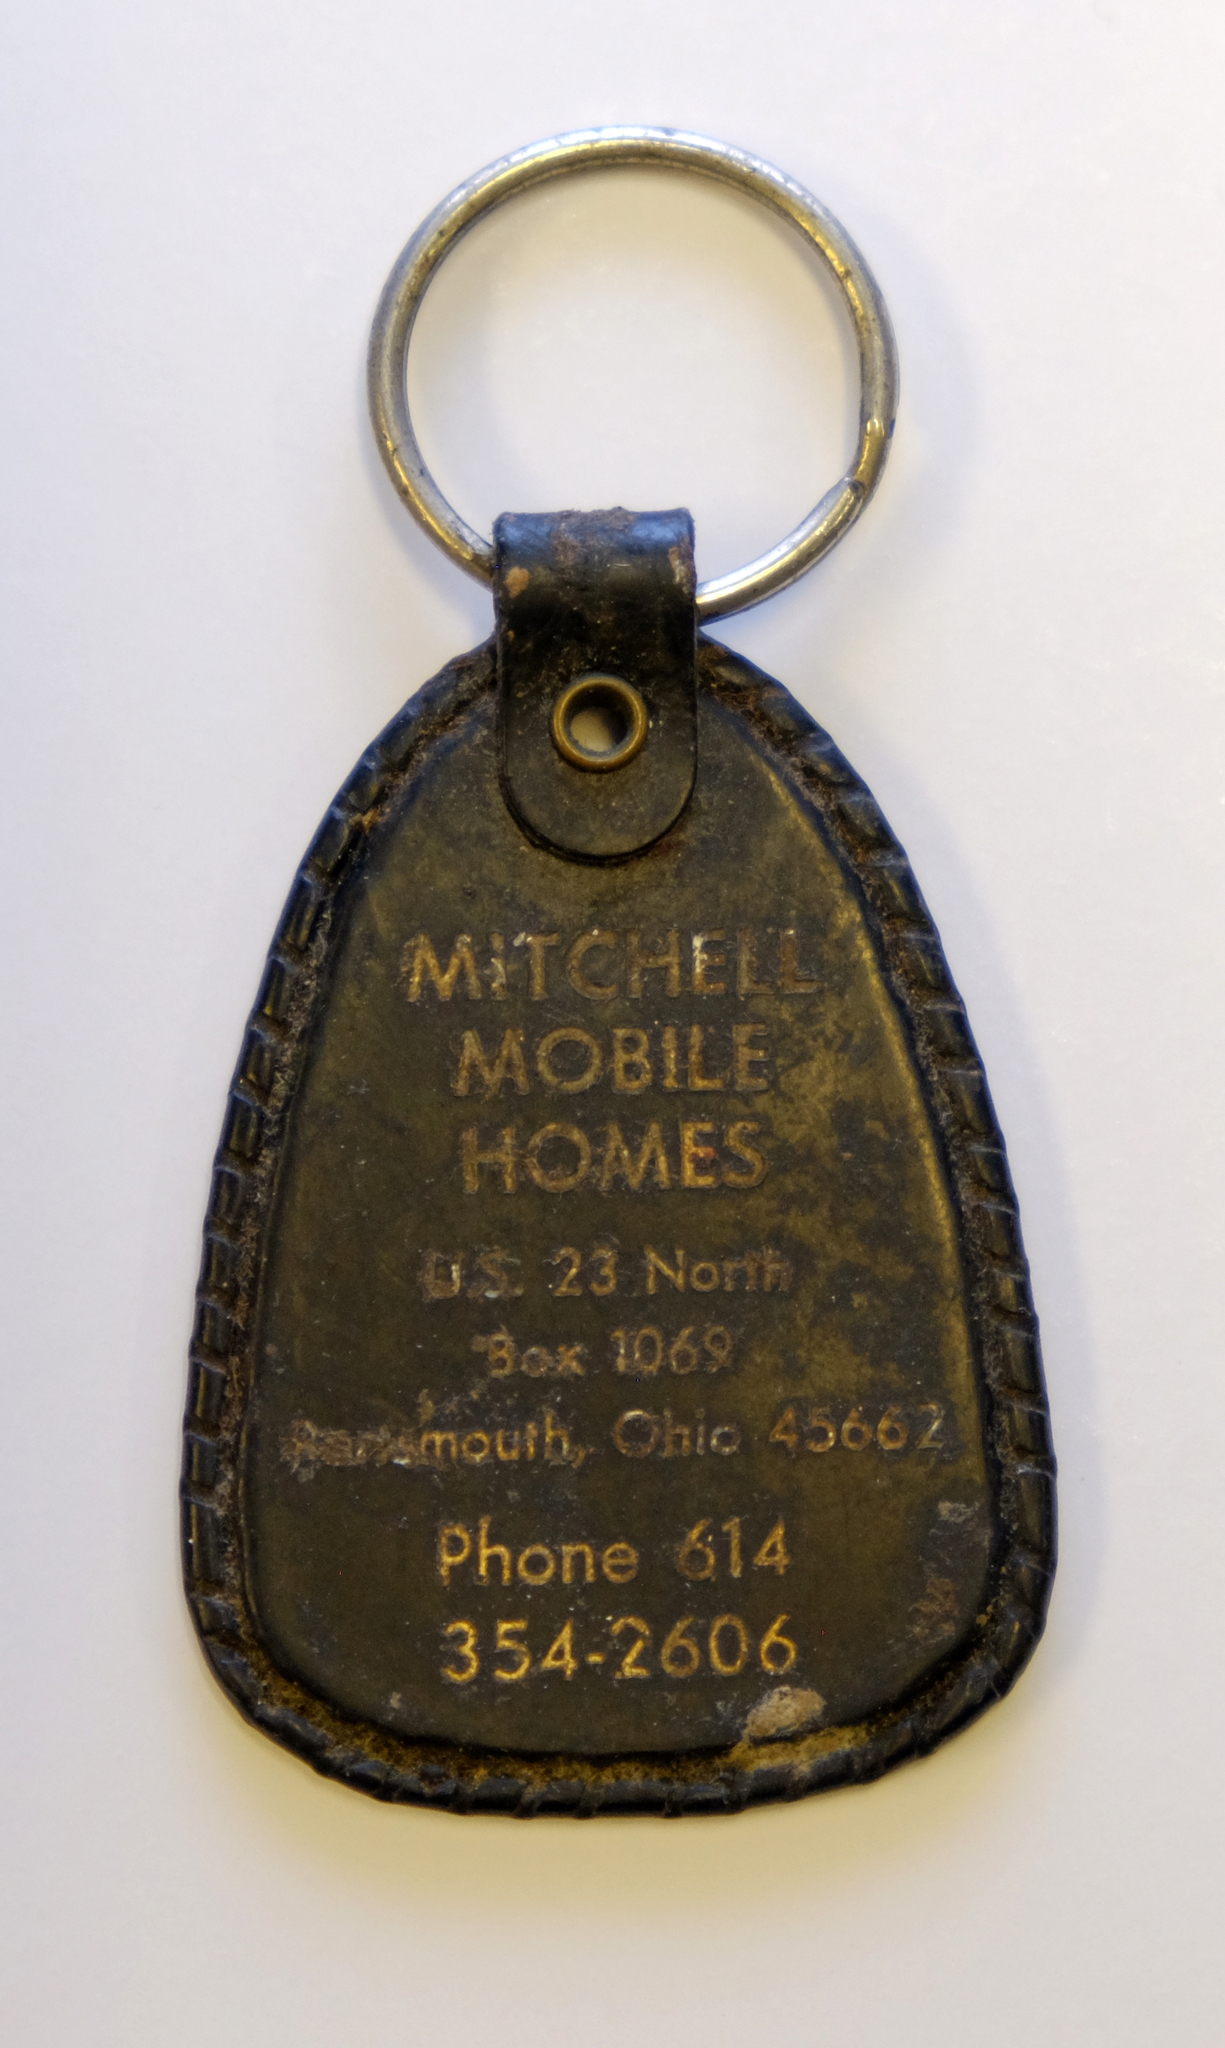 MITCHELL
MOBILE
HOMES
U.S. 23 North
Box 1069
Portsmouth, Ohio 45662
Phone 614
354-2606